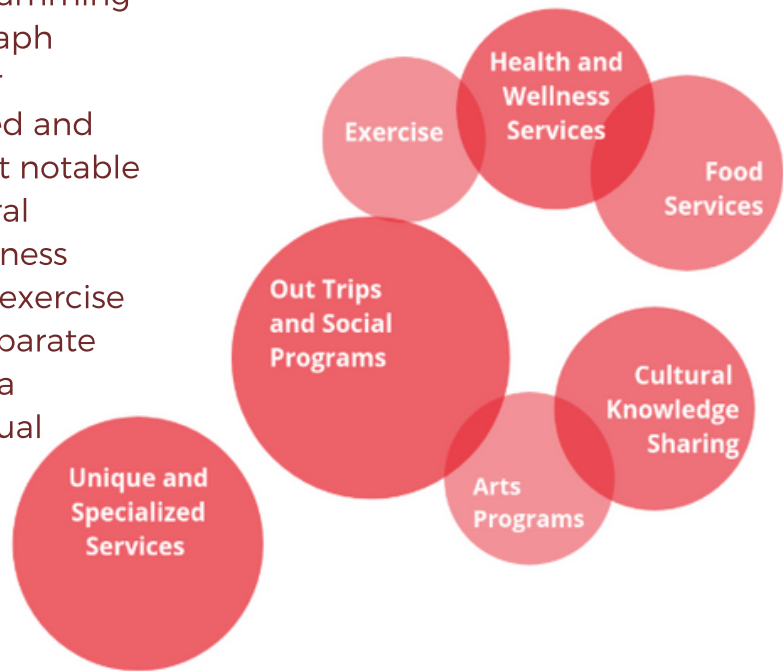 aph
ed and
t notable
ral
ness
exercise
parate
a
ual
Exercise
Health and
Wellness
Services
Food
Services
Out Trips
and Social
Programs
Cultural
Knowledge
Sharing
Arts
Programs
Unique and
Specialized
Services